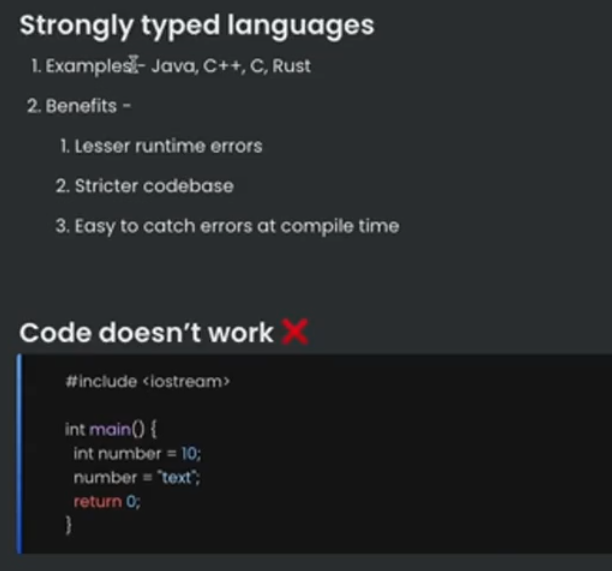 Strongly typed languages
1. Examples - Java, C++, C, Rust
2. Benefits -
1. Lesser runtime errors
2. Stricter codebase
3. Easy to catch errors at compile time
Code doesn't work ❌
#include <iostream>
int main() {
int number = 10;
number = "text";
return 0;
}